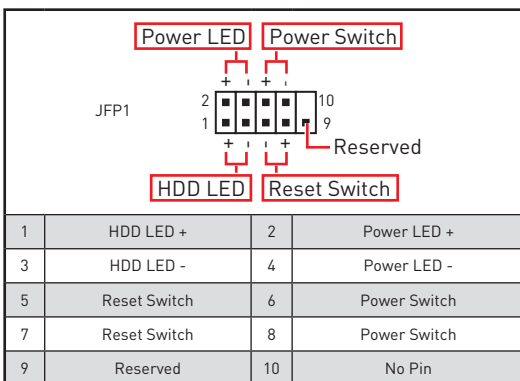 Power LED Power Switch
+ - + -
JFP1
2 10
1 9
+ - - +
Reserved
HDD LED Reset Switch
1 HDD LED + 2 Power LED +
3 HDD LED - 4 Power LED -
5 Reset Switch 6 Power Switch
7 Reset Switch 8 Power Switch
9 Reserved 10 No Pin